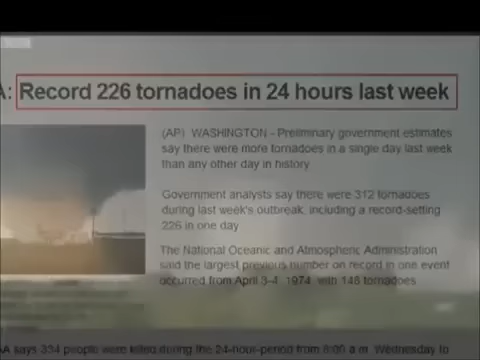 A: Record 226 tornadoes in 24 hours last week
(AP) WASHINGTON - Preliminary government estimates
say there were more tornadoes in a single day last week
than any other day in history
Government analysts say there were 312 tornadoes
during last week's outbreak, including a record-setting
226 in one day
The National Oceanic and Atmospheric Administration
said the largest previous number on record in one event
occurred from April 3-4, 1974, with 148 tornadoes
AA says 334 people were killed during the 24-hour-period from 8:00 a.m. Wednesday to